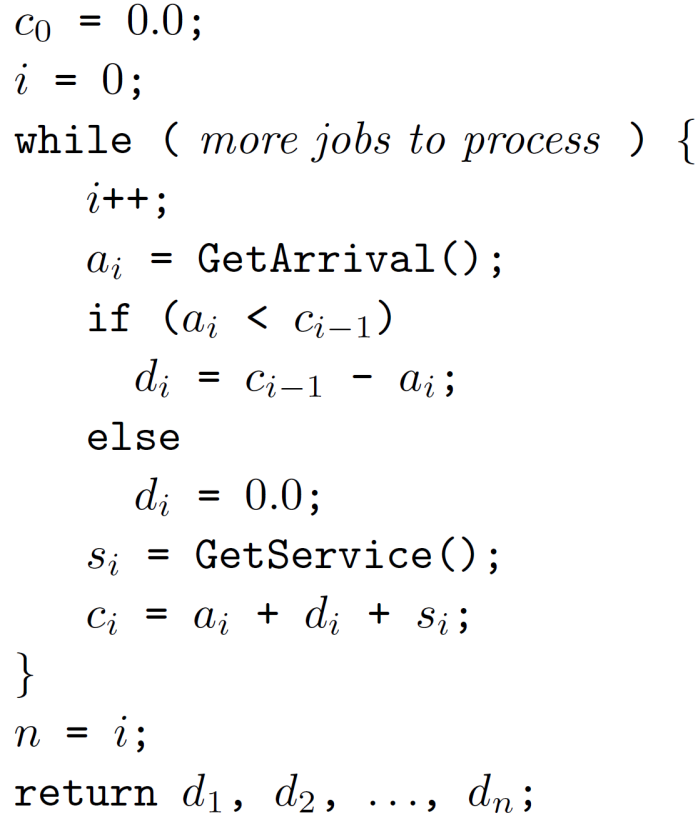 c₀ = 0.0;
i = 0;
while ( more jobs to process ) {
i++;
aᵢ = GetArrival();
if (aᵢ < cᵢ₋₁)
dᵢ = cᵢ₋₁ - aᵢ;
else
dᵢ = 0.0;
sᵢ = GetService();
cᵢ = aᵢ + dᵢ + sᵢ;
}
n = i;
return d₁, d₂, ..., dₙ;